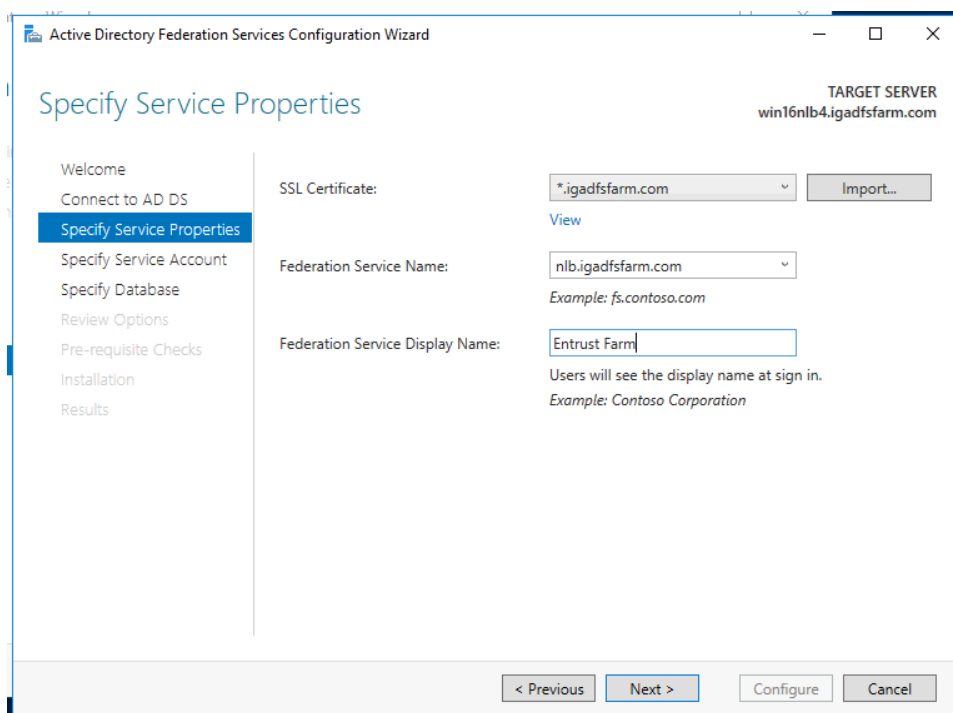 Active Directory Federation Services Configuration Wizard
Specify Service Properties
TARGET SERVER
win16nlb4.igadfsfarm.com
Welcome
Connect to AD DS
Specify Service Properties
Specify Service Account
Specify Database
Review Options
Pre-requisite Checks
Installation
Results
SSL Certificate:
*.igadfsfarm.com
Import...
View
Federation Service Name:
nlb.igadfsfarm.com
Example: fs.contoso.com
Federation Service Display Name:
Entrust Farm
Users will see the display name at sign in.
Example: Contoso Corporation
< Previous
Next >
Configure
Cancel